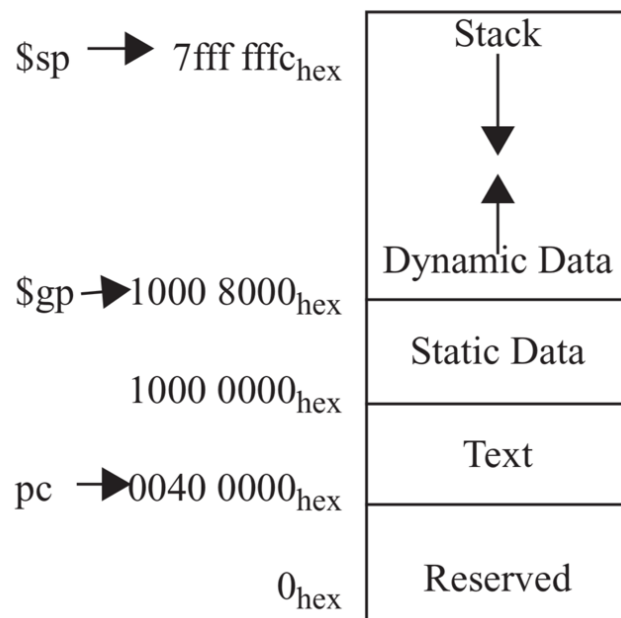 $sp 7fff fffchex Stack
Dynamic Data
$gp 1000 8000hex
Static Data
1000 0000hex
Text
pc 0040 0000hex
Reserved
0hex